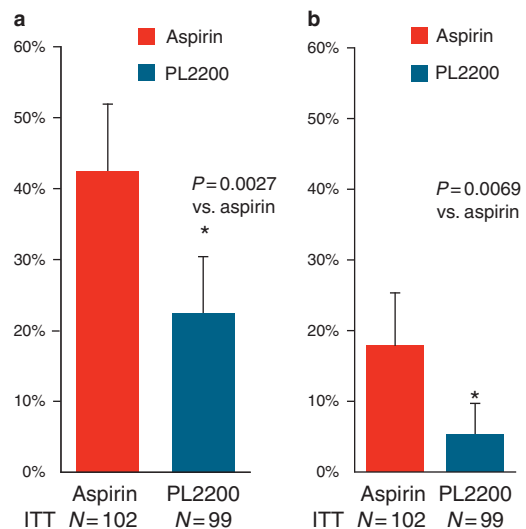 a
Aspirin
PL2200
60%
50%
40%
30%
20%
10%
0%
P=0.0027
vs. aspirin
*
Aspirin PL2200
ITT N=102 N=99
b
Aspirin
PL2200
60%
50%
40%
30%
20%
10%
0%
P=0.0069
vs. aspirin
*
Aspirin PL2200
ITT N=102 N=99